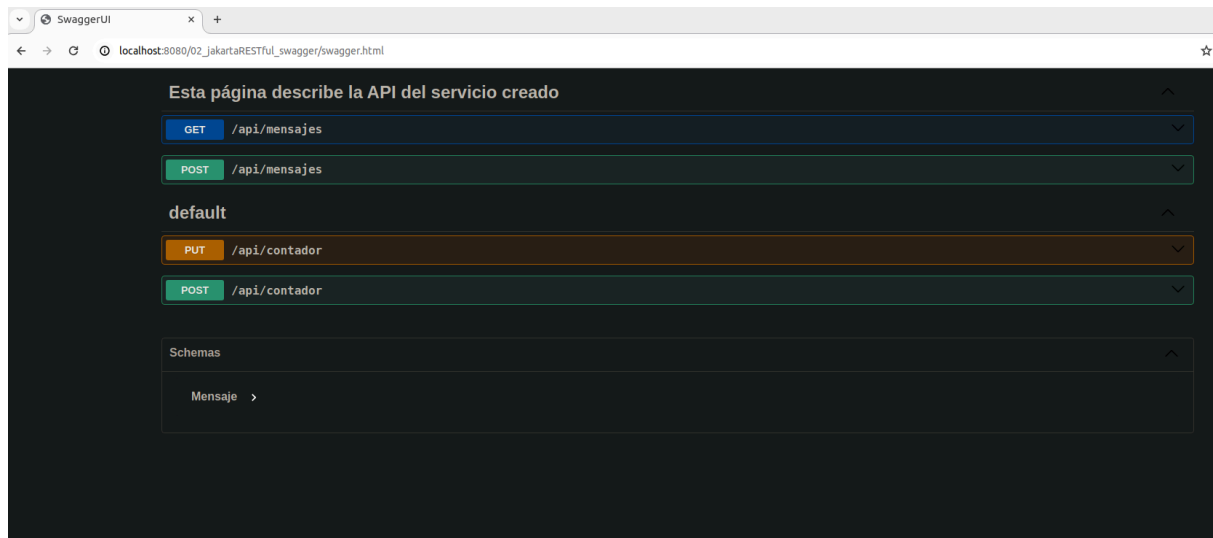 SwaggerUI
localhost:8080/02_jakartaRESTful_swagger/swagger.html
Esta página describe la API del servicio creado
GET /api/mensajes
POST /api/mensajes
default
PUT /api/contador
POST /api/contador
Schemas
Mensaje